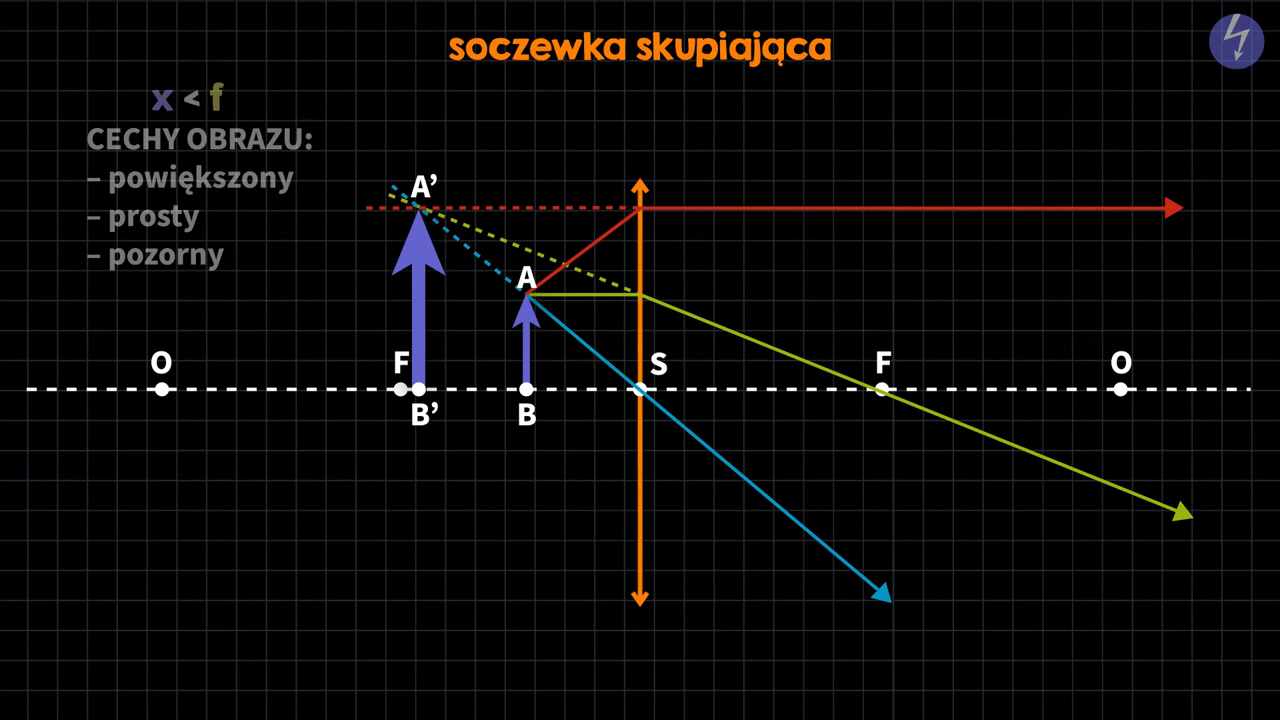 soczewka skupiająca
x < f
CECHY OBRAZU:
– powiększony
– prosty
– pozorny
A’
A
O
F
S
F
O
B’
B